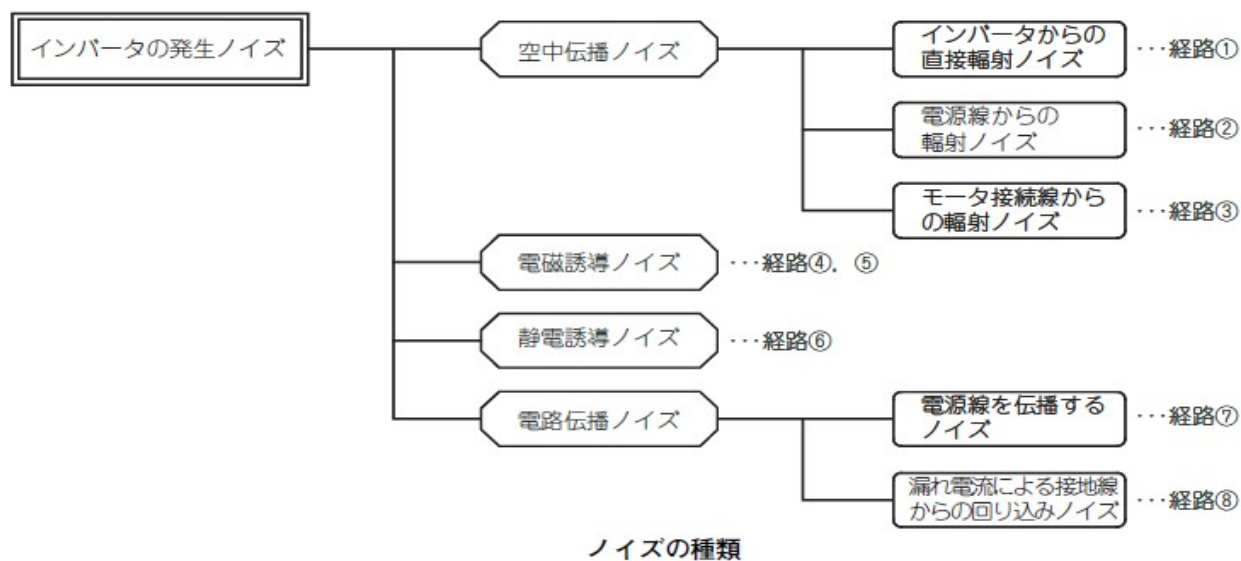 インバータの発生ノイズ
空中伝播ノイズ
インバータからの
直接輻射ノイズ
···経路①
電源線からの
輻射ノイズ
···経路②
モータ接続線から
の輻射ノイズ
···経路③
電磁誘導ノイズ
···経路④，⑤
静電誘導ノイズ
···経路⑥
電路伝播ノイズ
電源線を伝播する
ノイズ
···経路⑦
漏れ電流による接地線
からの回り込みノイズ
···経路⑧
ノイズの種類